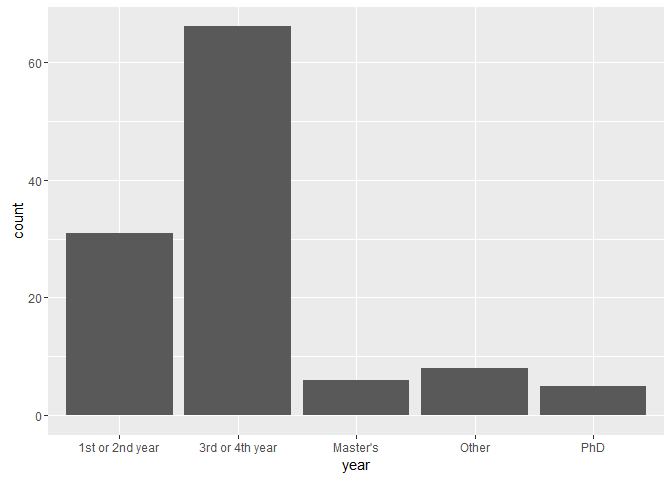 60
40
20
0
count
1st or 2nd year
3rd or 4th year
Master's
Other
PhD
year